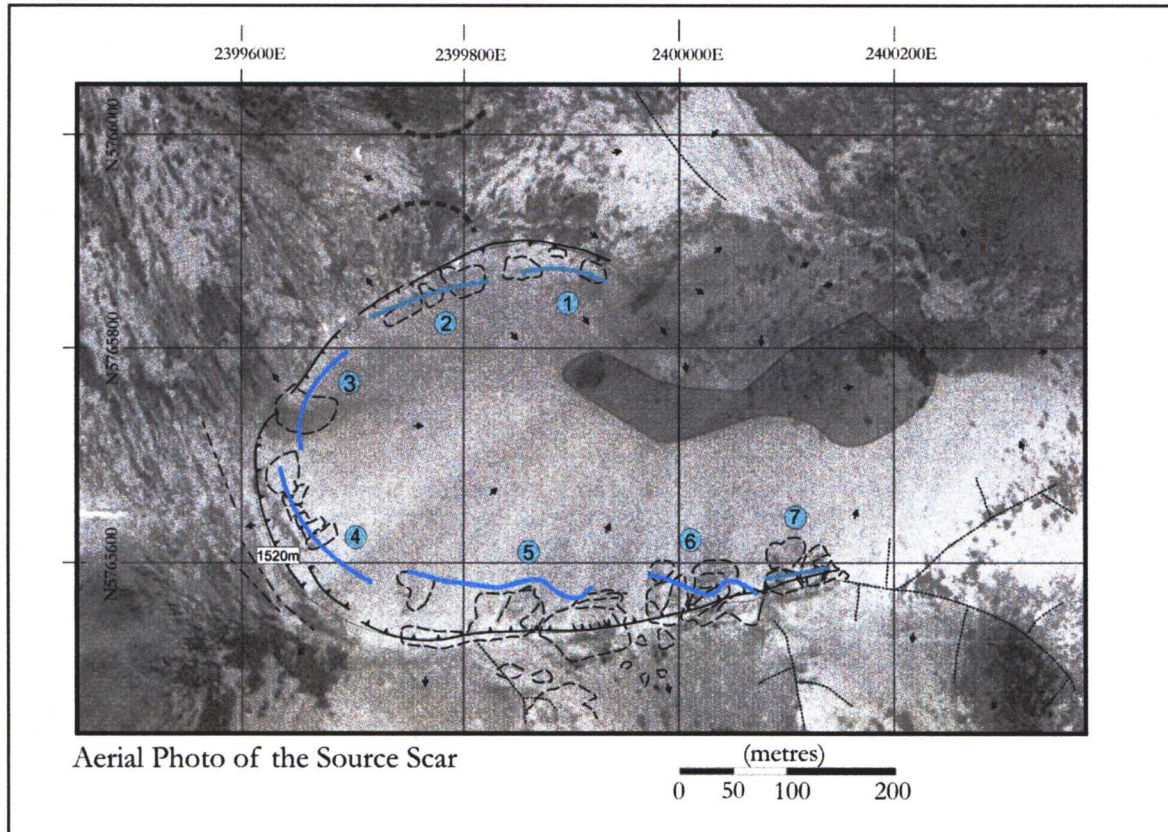 2399600E 2399800E 2400000E 2400200E
N5766000
N5765800
N5765600
1
2
3
4
5
6
7
1520m
Aerial Photo of the Source Scar
(metres)
0 50 100 200